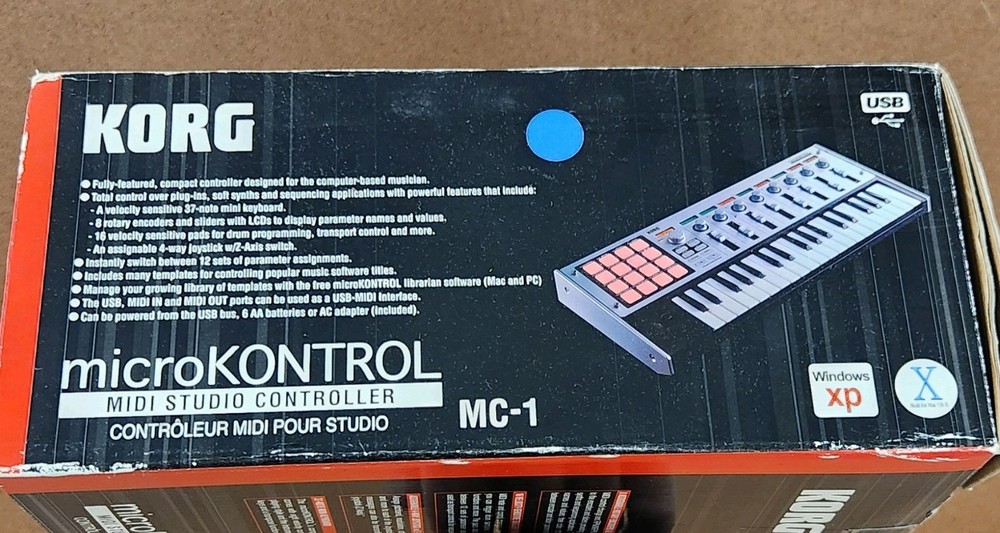 KORG
USB
● Fully-featured, compact controller designed for the computer-based musician.
● Total control over plug-ins, soft synths and sequencing applications with powerful features that include:
- A velocity sensitive 37-note mini keyboard.
- 8 rotary encoders and sliders with LCDs to display parameter names and values.
- 16 velocity sensitive pads for drum programming, transport control and more.
- An assignable 4-way joystick w/Z-Axis switch.
● Instantly switch between 12 sets of parameter assignments.
● Includes many templates for controlling popular music software titles.
● Manage your growing library of templates with the free microKONTROL librarian software (Mac and PC)
● The USB, MIDI IN and MIDI OUT ports can be used as a USB-MIDI interface.
● Can be powered from the USB bus, 6 AA batteries or AC adapter (included).
microKONTROL
MIDI STUDIO CONTROLLER
CONTRÔLEUR MIDI POUR STUDIO
MC-1
Windows
xp
X
Built for Mac OS X
micro
KORG